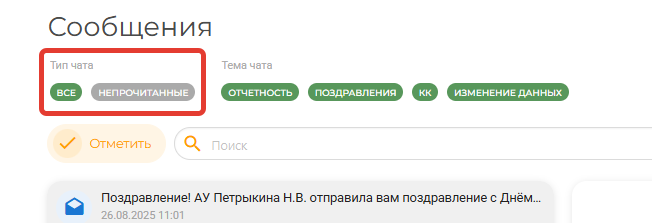 Сообщения
Тип чата
Тема чата
ВСЕ НЕПРОЧИТАННЫЕ
ОТЧЕТНОСТЬ ПОЗДРАВЛЕНИЯ КК ИЗМЕНЕНИЕ ДАННЫХ
Отметить
Поиск
Поздравление! АУ Петрыкина Н.В. отправила вам поздравление с Днём...
26.08.2025 11:01